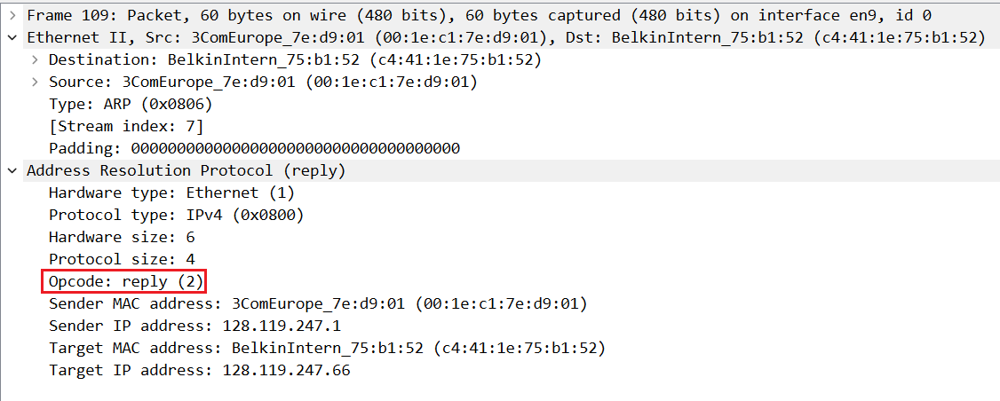 Frame 109: Packet, 60 bytes on wire (480 bits), 60 bytes captured (480 bits) on interface en9, id 0
Ethernet II, Src: 3ComEurope_7e:d9:01 (00:1e:c1:7e:d9:01), Dst: BelkinIntern_75:b1:52 (c4:41:1e:75:b1:52)
Destination: BelkinIntern_75:b1:52 (c4:41:1e:75:b1:52)
Source: 3ComEurope_7e:d9:01 (00:1e:c1:7e:d9:01)
Type: ARP (0x0806)
[Stream index: 7]
Padding: 000000000000000000000000000000000000
Address Resolution Protocol (reply)
Hardware type: Ethernet (1)
Protocol type: IPv4 (0x0800)
Hardware size: 6
Protocol size: 4
Opcode: reply (2)
Sender MAC address: 3ComEurope_7e:d9:01 (00:1e:c1:7e:d9:01)
Sender IP address: 128.119.247.1
Target MAC address: BelkinIntern_75:b1:52 (c4:41:1e:75:b1:52)
Target IP address: 128.119.247.66